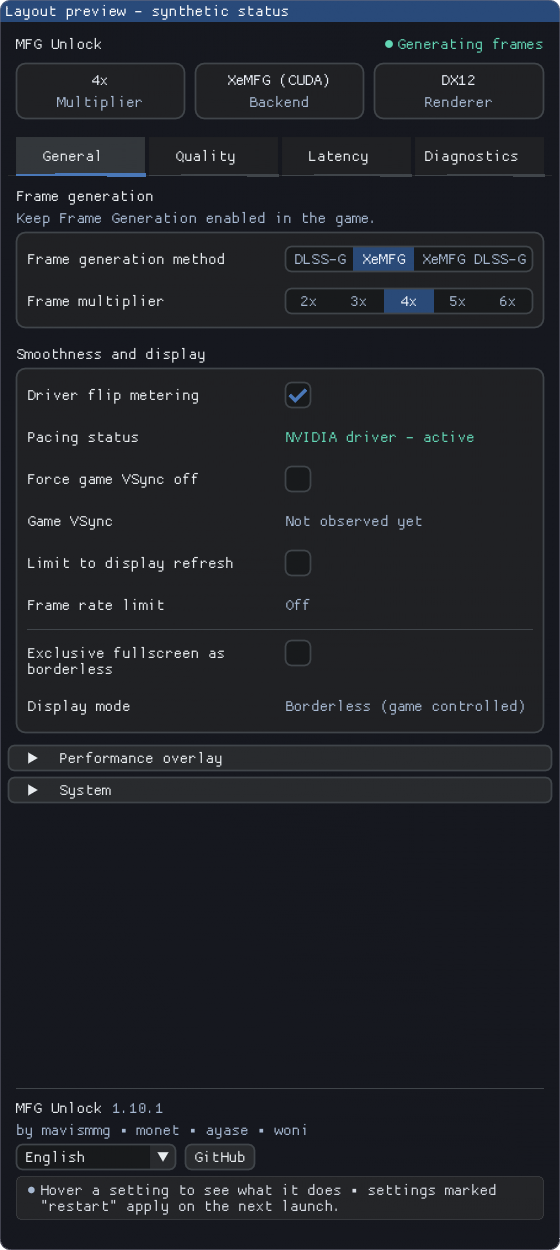 Layout preview - synthetic status
MFG Unlock
Generating frames
4x
Multiplier
XeMFG (CUDA)
Backend
DX12
Renderer
General
Quality
Latency
Diagnostics
Frame generation
Keep Frame Generation enabled in the game.
Frame generation method
DLSS-G
XeMFG
XeMFG DLSS-G
Frame multiplier
2x
3x
4x
5x
6x
Smoothness and display
Driver flip metering
Pacing status
NVIDIA driver - active
Force game VSync off
Game VSync
Not observed yet
Limit to display refresh
Frame rate limit
Off
Exclusive fullscreen as
borderless
Display mode
Borderless (game controlled)
Performance overlay
System
MFG Unlock 1.10.1
by mavismmg • monet • ayase • woni
English
GitHub
Hover a setting to see what it does • settings marked
"restart" apply on the next launch.